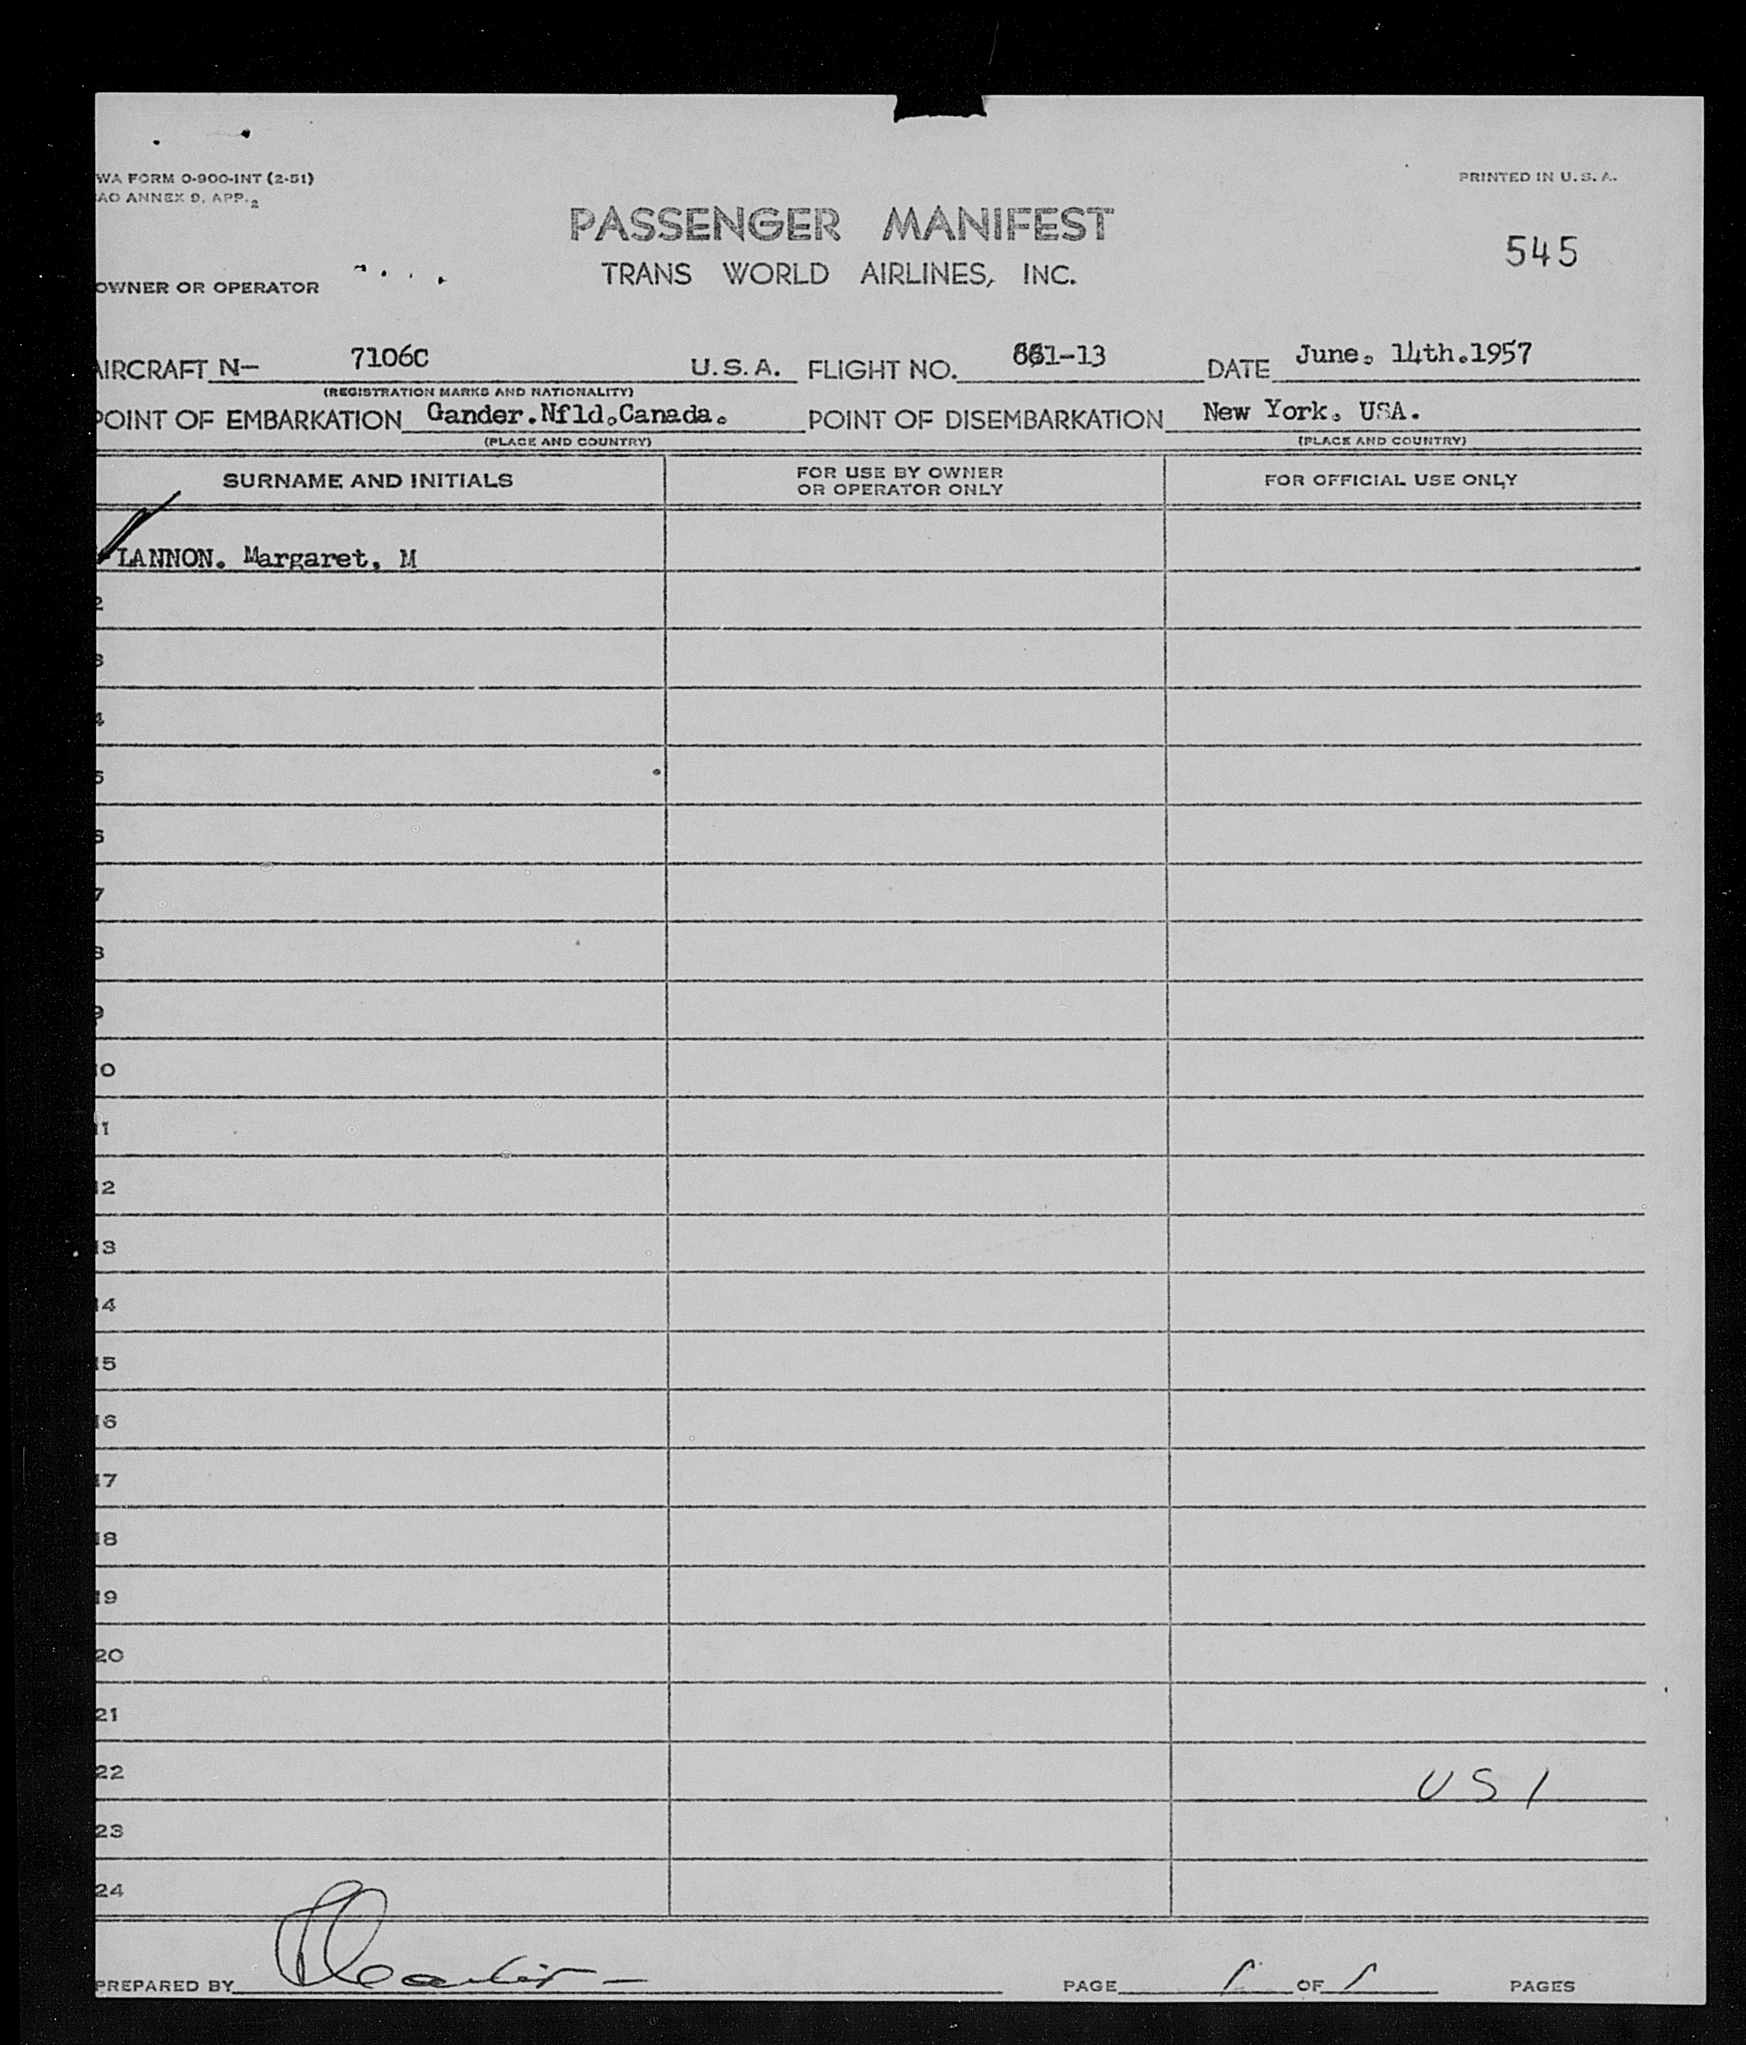 WA FORM O-900-INT (2-51)
AO ANNEX 9, APP. 2
PRINTED IN U.S.A.
PASSENGER MANIFEST
545
TRANS WORLD AIRLINES, INC.
OWNER OR OPERATOR
AIRCRAFT N- 7106C U.S.A. FLIGHT NO. 1-13 DATE June. 14th.1957
(REGISTRATION MARKS AND NATIONALITY)
POINT OF EMBARKATION Gander.Nfld.Canada. POINT OF DISEMBARKATION New York. USA.
(PLACE AND COUNTRY) (PLACE AND COUNTRY)
SURNAME AND INITIALS FOR USE BY OWNER OR OPERATOR ONLY FOR OFFICIAL USE ONLY
LANNON. Margaret, M
2
3
4
5
6
7
8
9
10
11
12
13
14
15
16
17
18
19
20
21
22 US 1
23
24
PREPARED BY PAGE 1 OF 1 PAGES